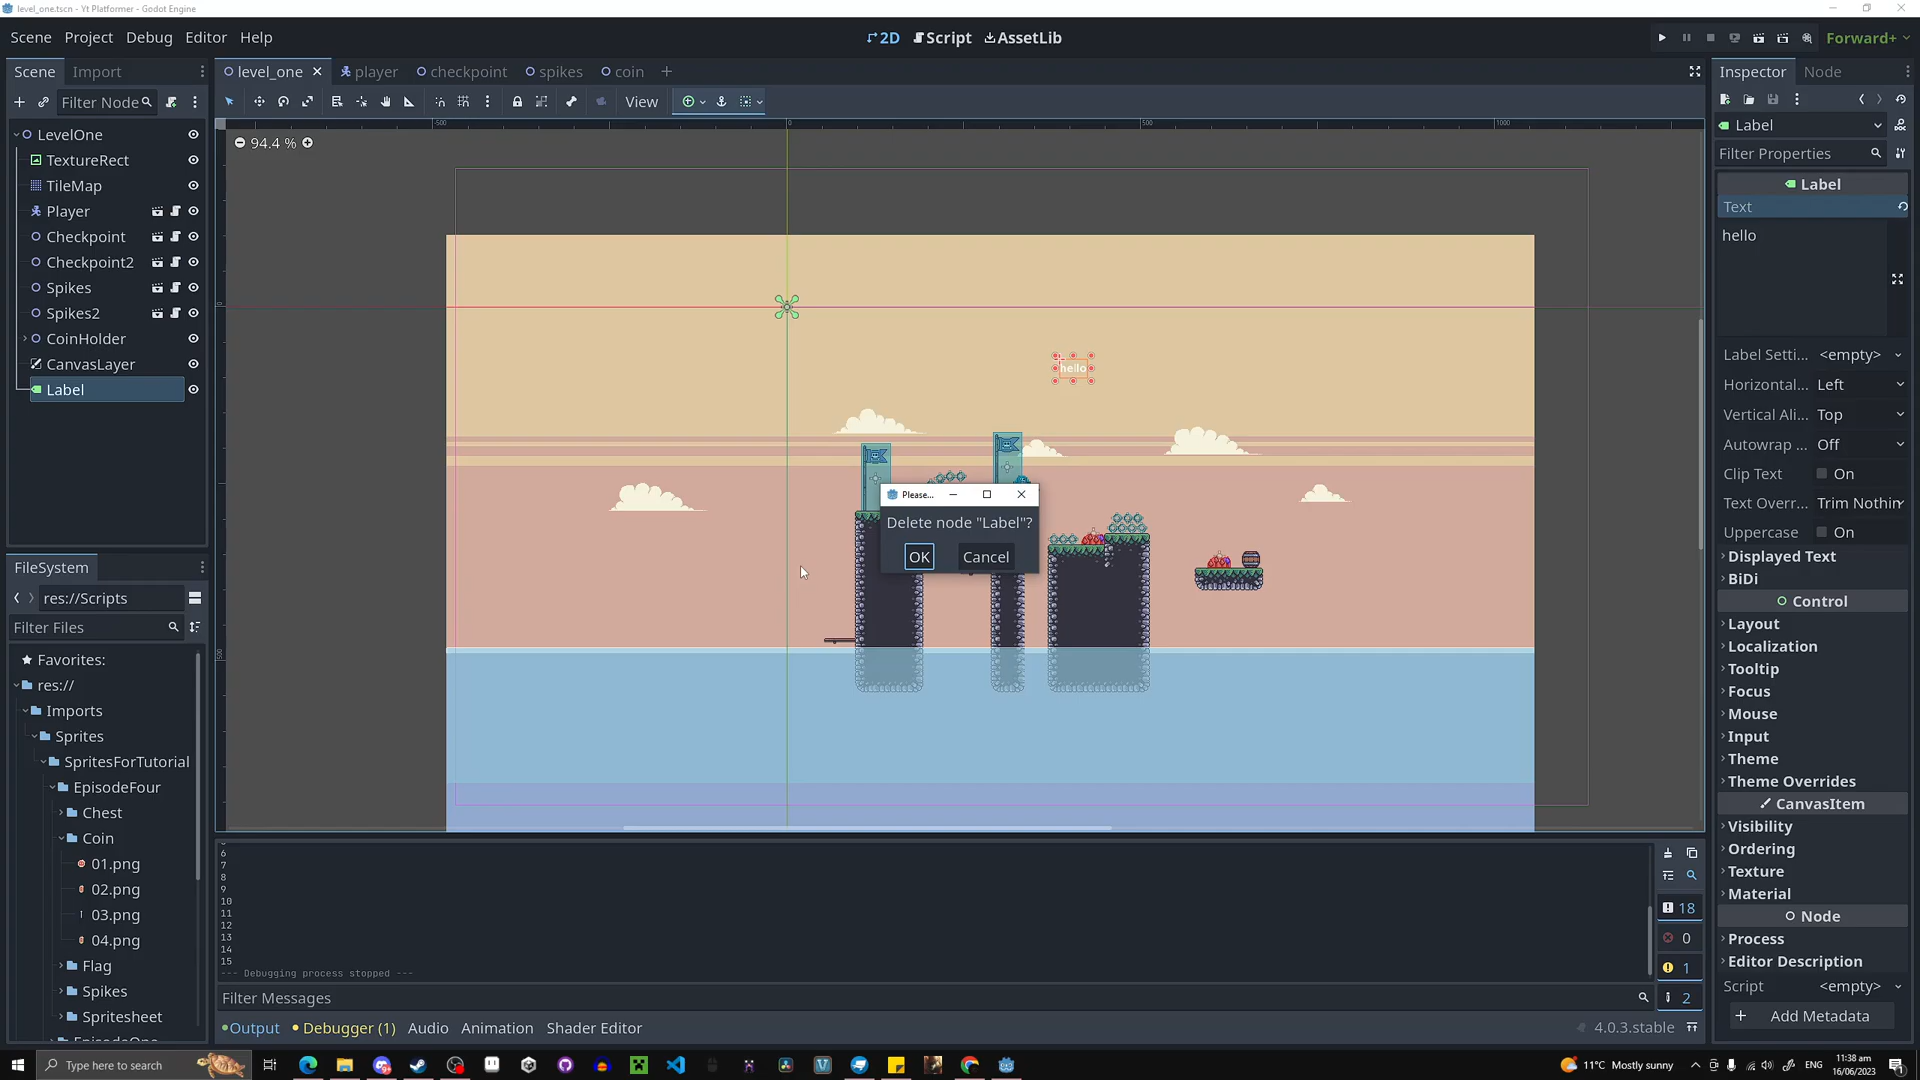 level_one.tscn - Yt Platformer - Godot Engine
Scene Project Debug Editor Help
2D Script AssetLib
Forward+
Scene Import
level_one player checkpoint spikes coin
Inspector Node
Filter Node
View
Label
Filter Properties
94.4 %
-500 0 500 1000
LevelOne
TextureRect
TileMap
Player
Checkpoint
Checkpoint2
Spikes
Spikes2
CoinHolder
CanvasLayer
Label
hello
Please...
Delete node "Label"?
OK Cancel
Label
Text
hello
Label Setti... <empty>
Horizontal... Left
Vertical Ali... Top
Autowrap ... Off
Clip Text On
Text Overr... Trim Nothin
Uppercase On
Displayed Text
BiDi
Control
Layout
Localization
Tooltip
Focus
Mouse
Input
Theme
Theme Overrides
CanvasItem
Visibility
Ordering
Texture
Material
Node
Process
Editor Description
Script <empty>
Add Metadata
FileSystem
res://Scripts
Filter Files
Favorites:
res://
Imports
Sprites
SpritesForTutorial
EpisodeFour
Chest
Coin
01.png
02.png
03.png
04.png
Flag
Spikes
Spritesheet
6
7
8
9
10
11
12
13
14
15
--- Debugging process stopped ---
18
0
1
2
Filter Messages
Output Debugger (1) Audio Animation Shader Editor
4.0.3.stable
Type here to search
11°C Mostly sunny
ENG
11:38 am
16/06/2023